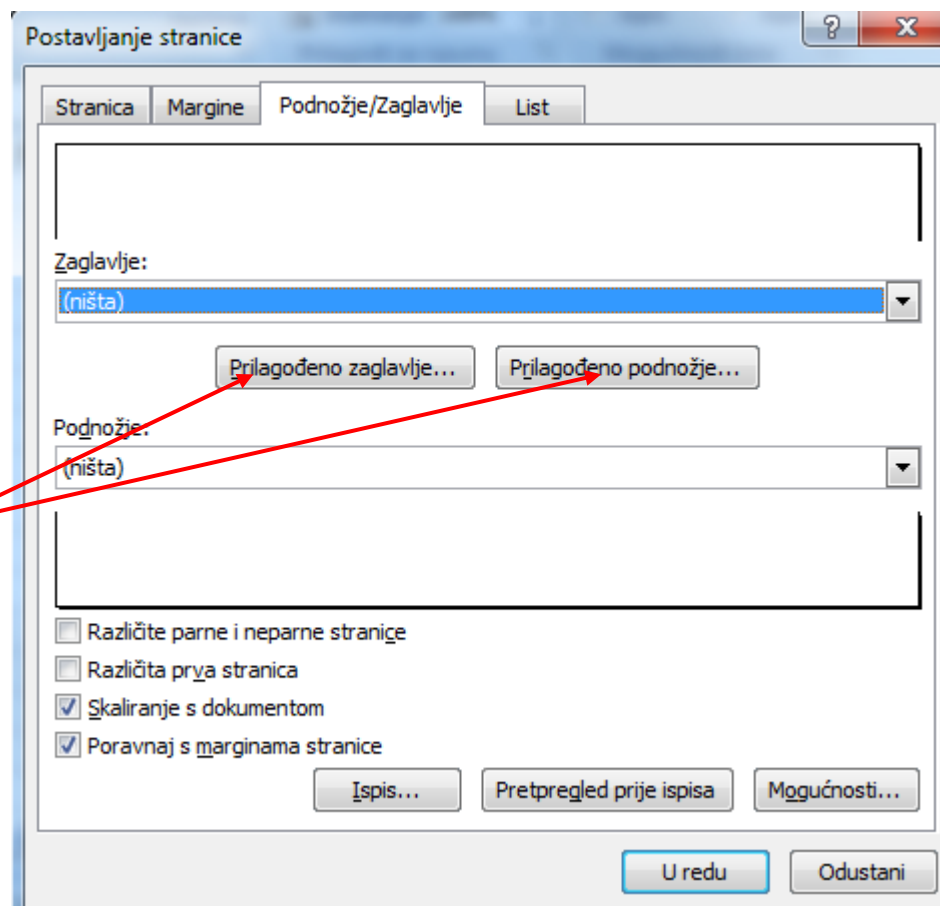 Postavljanje stranice
Stranica Margine Podnožje/Zaglavlje List
Zaglavlje:
(ništa)
Prilagođeno zaglavlje... Prilagođeno podnožje...
Podnožje:
(ništa)
Različite parne i neparne stranice
Različita prva stranica
Skaliranje s dokumentom
Poravnaj s marginama stranice
Ispis... Pretpregled prije ispisa Mogućnosti...
U redu Odustani